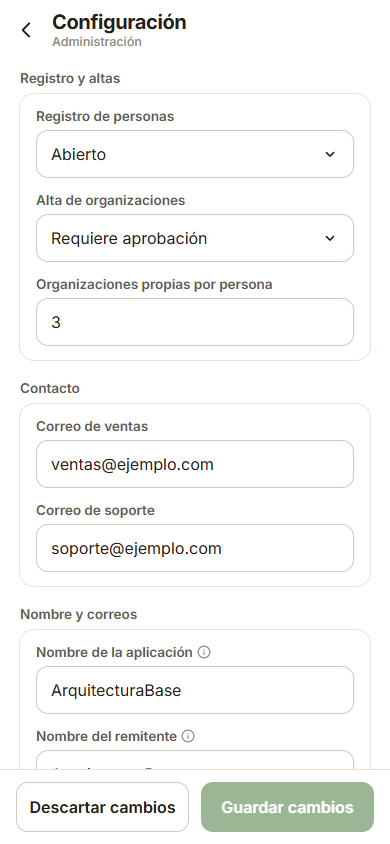 Configuración
Administración
Registro y altas
Registro de personas
Abierto
Alta de organizaciones
Requiere aprobación
Organizaciones propias por persona
3
Contacto
Correo de ventas
ventas@ejemplo.com
Correo de soporte
soporte@ejemplo.com
Nombre y correos
Nombre de la aplicación
ArquitecturaBase
Nombre del remitente
Descartar cambios
Guardar cambios